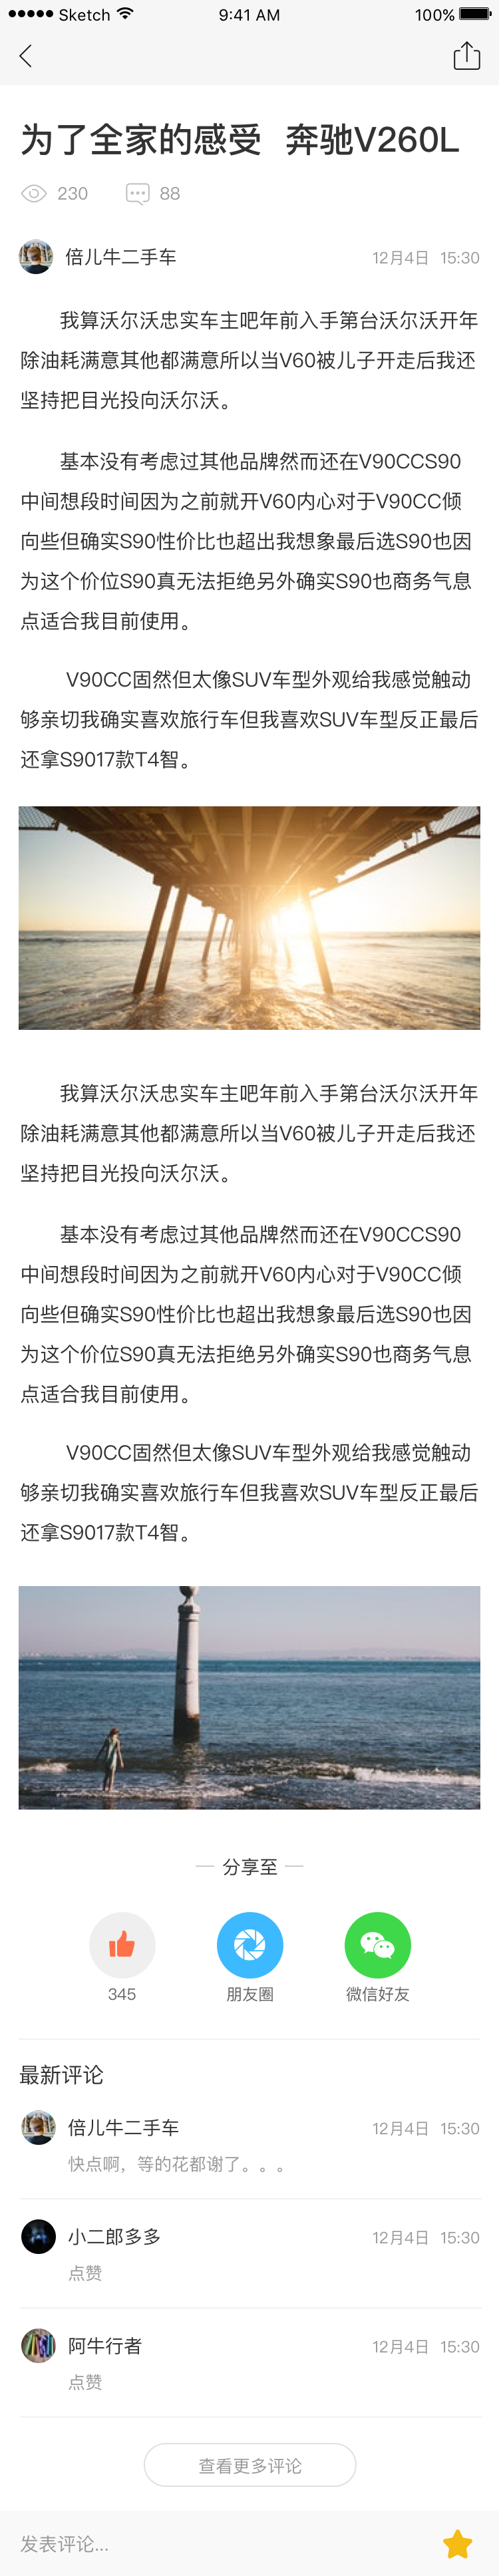 Sketch 9:41 AM 100%
为了全家的感受 奔驰V260L
230 88
倍儿牛二手车 12月4日 15:30
我算沃尔沃忠实车主吧年前入手第台沃尔沃开年
除油耗满意其他都满意所以当V60被儿子开走后我还
坚持把目光投向沃尔沃。
基本没有考虑过其他品牌然而还在V90CCS90
中间想段时间因为之前就开V60内心对于V90CC倾
向些但确实S90性价比也超出我想象最后选S90也因
为这个价位S90真无法拒绝另外确实S90也商务气息
点适合我目前使用。
V90CC固然但太像SUV车型外观给我感觉触动
够亲切我确实喜欢旅行车但我喜欢SUV车型反正最后
还拿S9017款T4智。
我算沃尔沃忠实车主吧年前入手第台沃尔沃开年
除油耗满意其他都满意所以当V60被儿子开走后我还
坚持把目光投向沃尔沃。
基本没有考虑过其他品牌然而还在V90CCS90
中间想段时间因为之前就开V60内心对于V90CC倾
向些但确实S90性价比也超出我想象最后选S90也因
为这个价位S90真无法拒绝另外确实S90也商务气息
点适合我目前使用。
V90CC固然但太像SUV车型外观给我感觉触动
够亲切我确实喜欢旅行车但我喜欢SUV车型反正最后
还拿S9017款T4智。
分享至
345 朋友圈 微信好友
最新评论
倍儿牛二手车 12月4日 15:30
快点啊，等的花都谢了。。。
小二郎多多 12月4日 15:30
点赞
阿牛行者 12月4日 15:30
点赞
查看更多评论
发表评论...